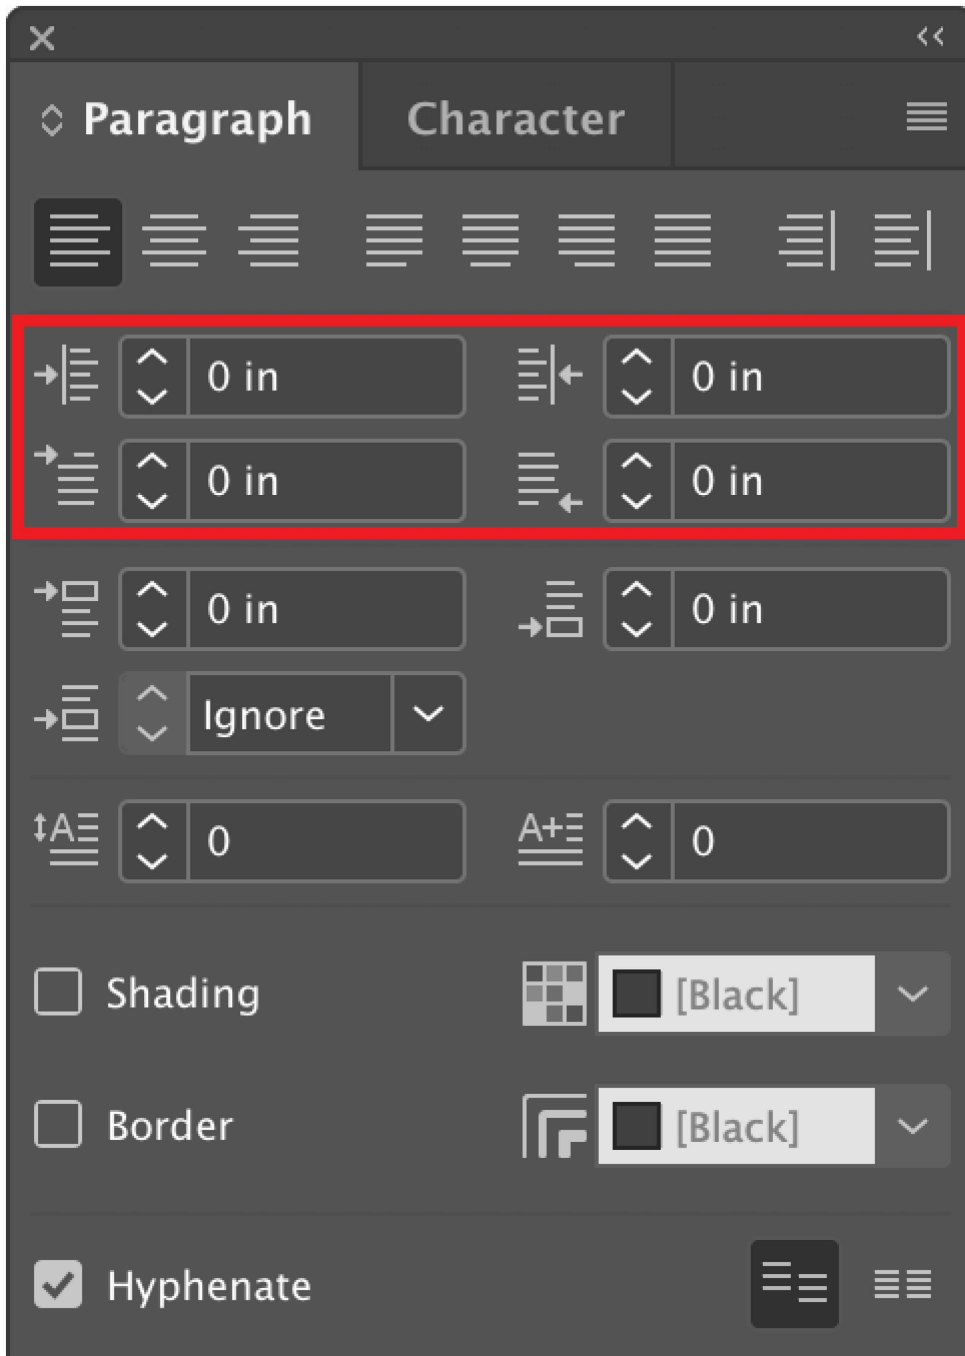 Paragraph Character
0 in 0 in
0 in 0 in
0 in 0 in
Ignore
0 0
Shading [Black]
Border [Black]
Hyphenate